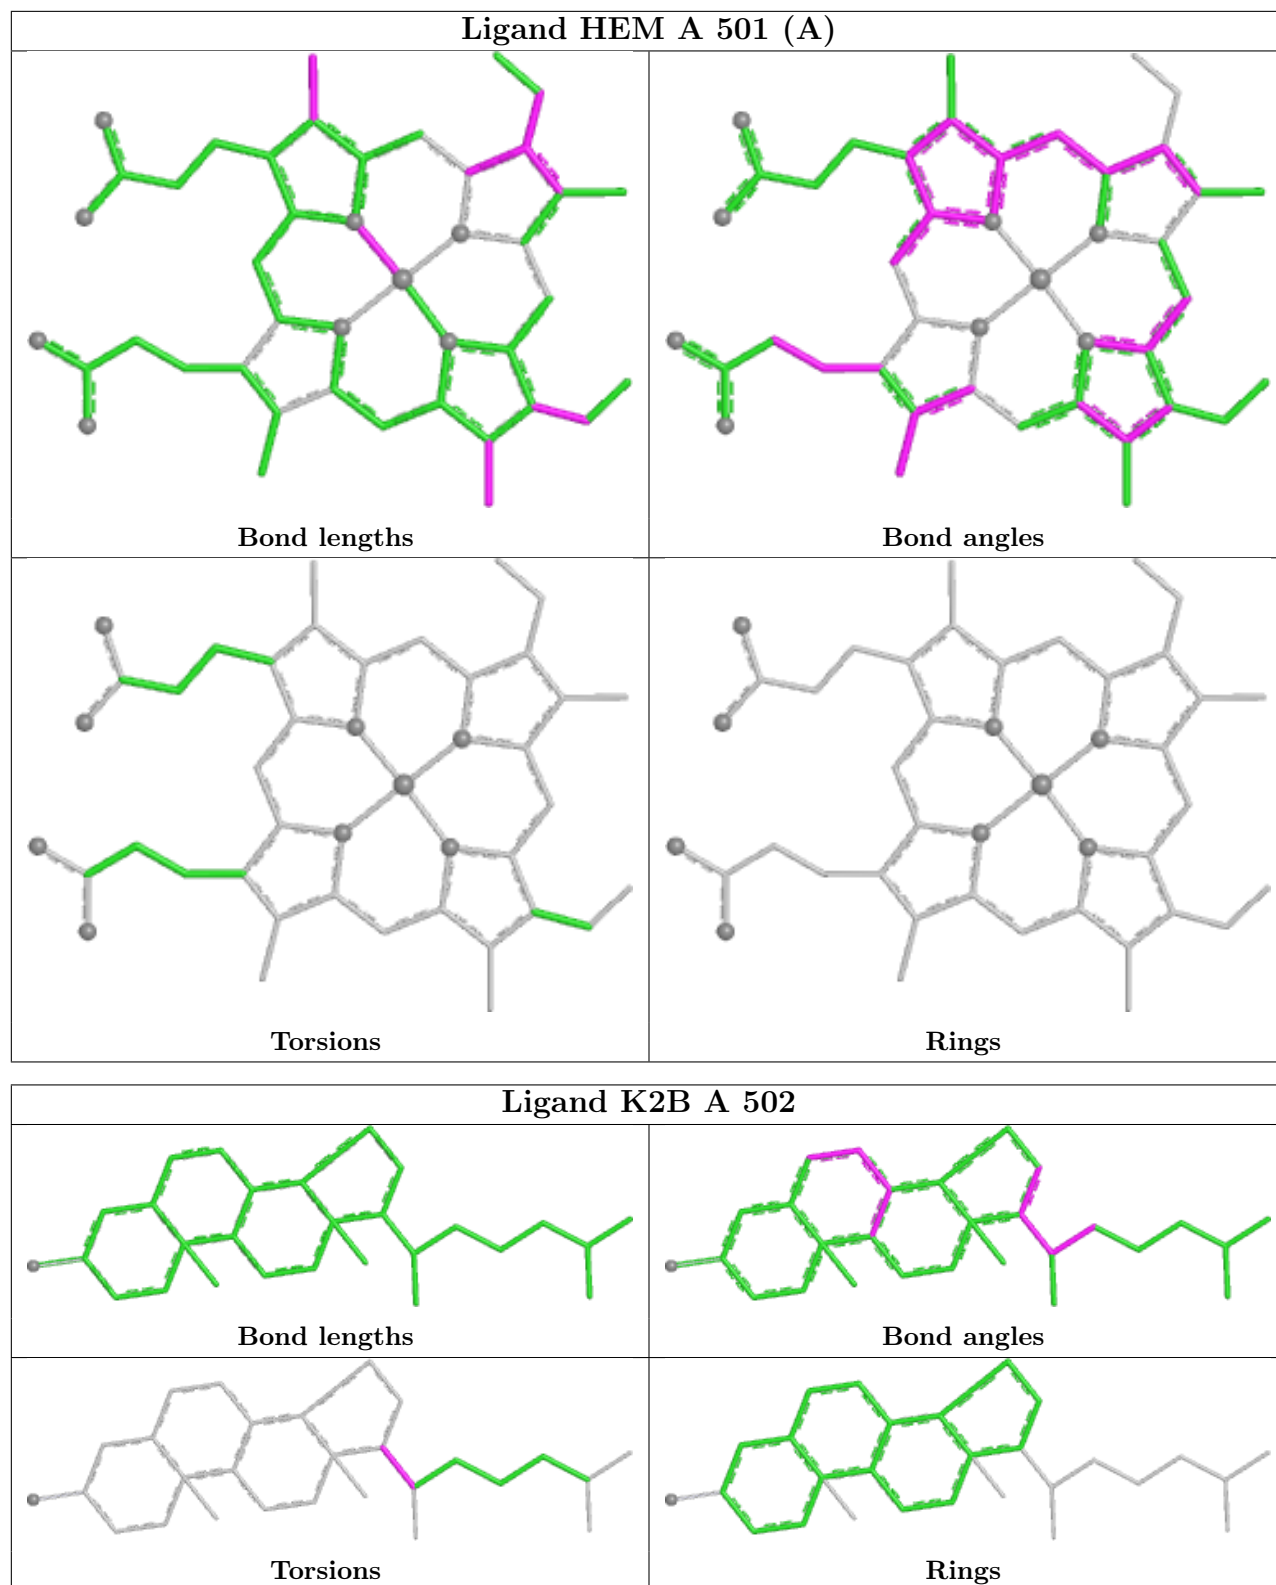 Ligand HEM A 501 (A)
Bond lengths
Bond angles
Torsions
Rings
Ligand K2B A 502
Bond lengths
Bond angles
Torsions
Rings